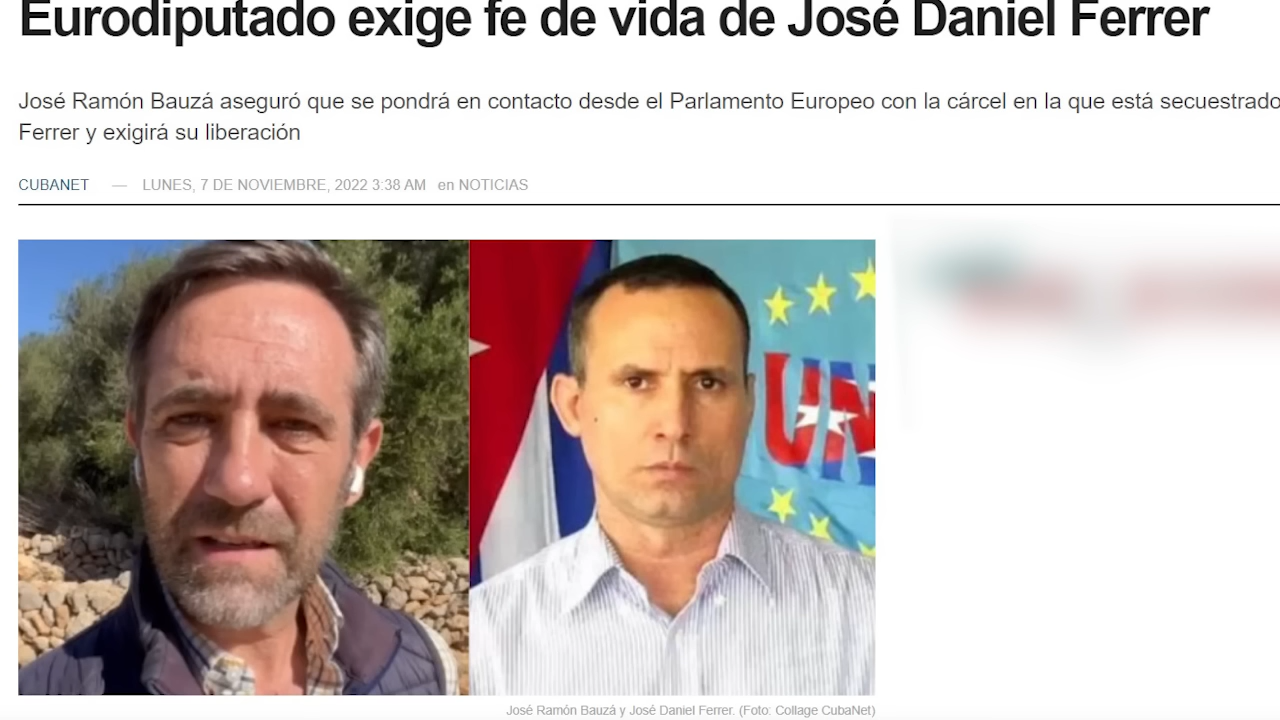 Eurodiputado exige fe de vida de José Daniel Ferrer
José Ramón Bauzá aseguró que se pondrá en contacto desde el Parlamento Europeo con la cárcel en la que está secuestrado
Ferrer y exigirá su liberación
CUBANET — LUNES, 7 DE NOVIEMBRE, 2022 3:38 AM en NOTICIAS
UN
José Ramón Bauzá y José Daniel Ferrer. (Foto: Collage CubaNet)